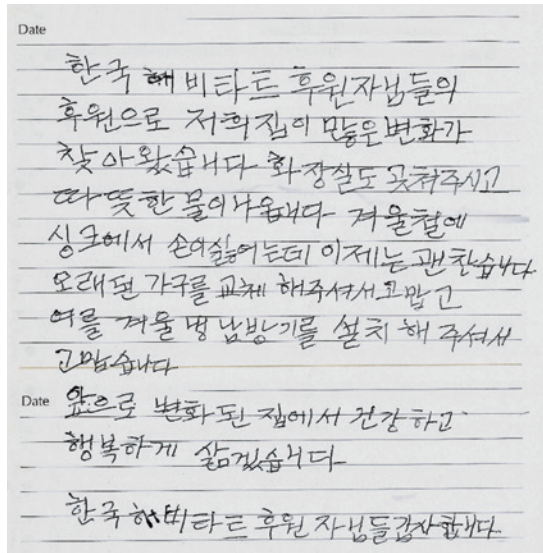 Date
한국 해비타트 후원자님들의
후원으로 저희집이 많은변화가
찾아왔습니다 화장실도 곳쳐주시고
따뜻한 물이나옵니다 겨울철에
싱크에서 손이싫어는데 이제는 괜찬습니다
오래된 가구를 교체 해주셔서고맙고
여름 겨울 냉난방기를 설치 해 주셔서
고맙습니다
Date 앞으로 변화된 집에서 건강하고
행복하게 삶겠습니다
한국 해비타트 후원 자님들감사합니다